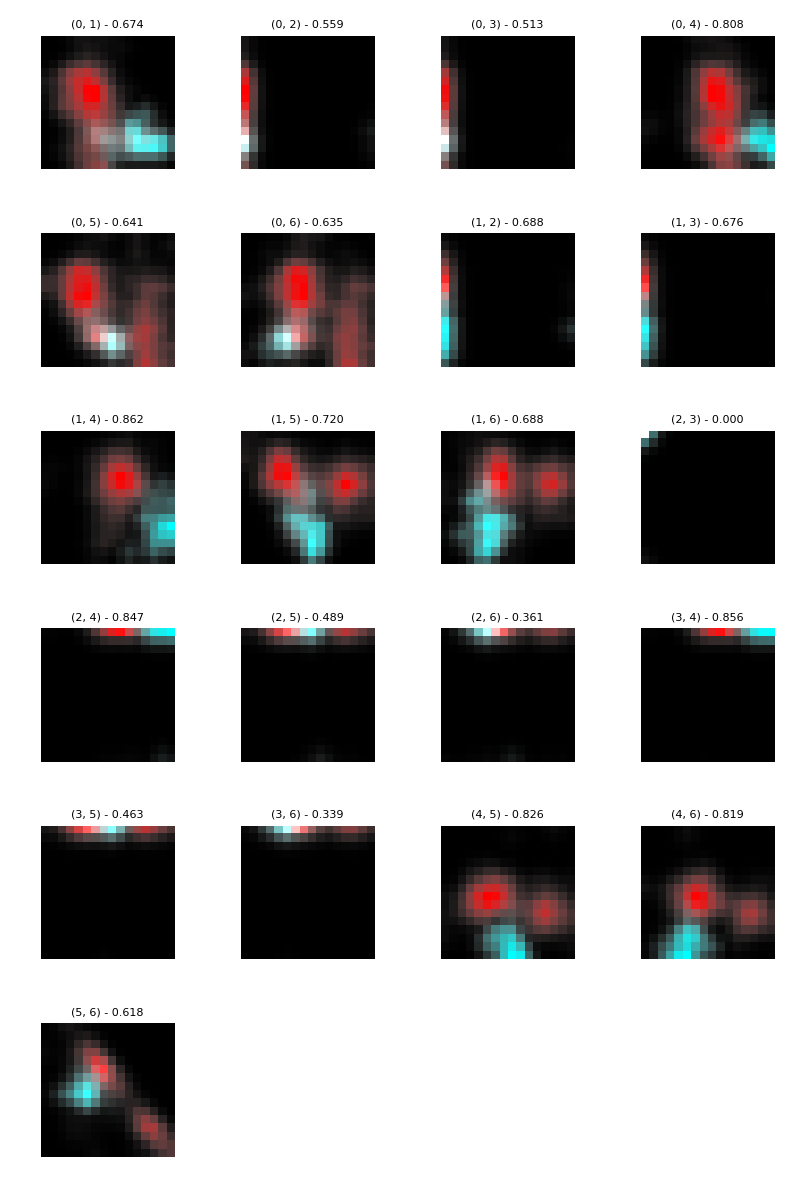 (0, 1) - 0.674
(0, 2) - 0.559
(0, 3) - 0.513
(0, 4) - 0.808
(0, 5) - 0.641
(0, 6) - 0.635
(1, 2) - 0.688
(1, 3) - 0.676
(1, 4) - 0.862
(1, 5) - 0.720
(1, 6) - 0.688
(2, 3) - 0.000
(2, 4) - 0.847
(2, 5) - 0.489
(2, 6) - 0.361
(3, 4) - 0.856
(3, 5) - 0.463
(3, 6) - 0.339
(4, 5) - 0.826
(4, 6) - 0.819
(5, 6) - 0.618